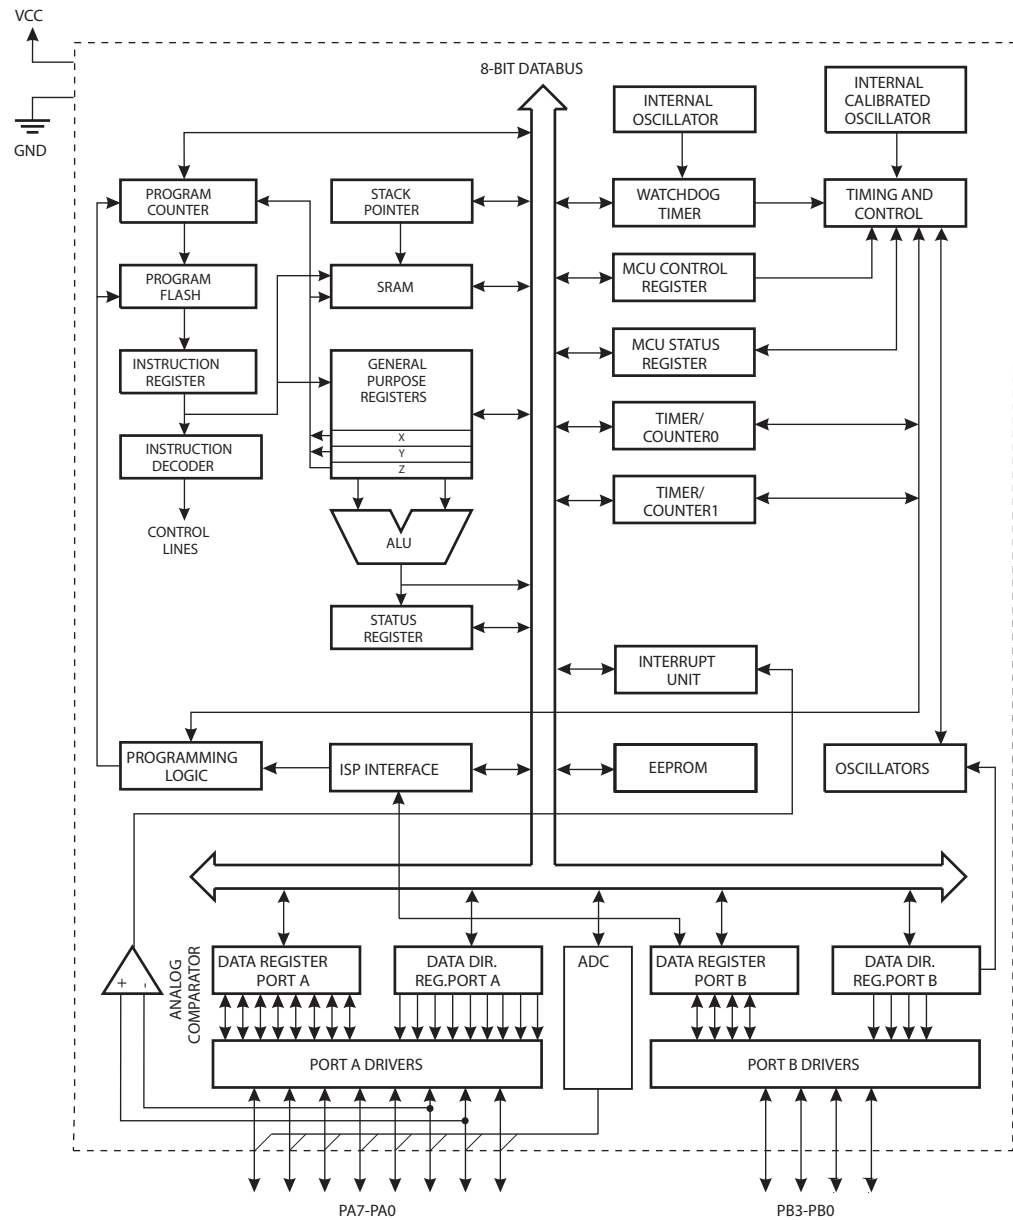 VCC
GND
8-BIT DATABUS
INTERNAL
OSCILLATOR
INTERNAL
CALIBRATED
OSCILLATOR
PROGRAM
COUNTER
STACK
POINTER
WATCHDOG
TIMER
TIMING AND
CONTROL
PROGRAM
FLASH
SRAM
MCU CONTROL
REGISTER
INSTRUCTION
REGISTER
GENERAL
PURPOSE
REGISTERS
X
Y
Z
MCU STATUS
REGISTER
INSTRUCTION
DECODER
TIMER/
COUNTER0
CONTROL
LINES
ALU
TIMER/
COUNTER1
STATUS
REGISTER
INTERRUPT
UNIT
PROGRAMMING
LOGIC
ISP INTERFACE
EEPROM
OSCILLATORS
+
-
ANALOG
COMPARATOR
DATA REGISTER
PORT A
DATA DIR.
REG.PORT A
ADC
DATA REGISTER
PORT B
DATA DIR.
REG.PORT B
PORT A DRIVERS
PORT B DRIVERS
PA7-PA0
PB3-PB0